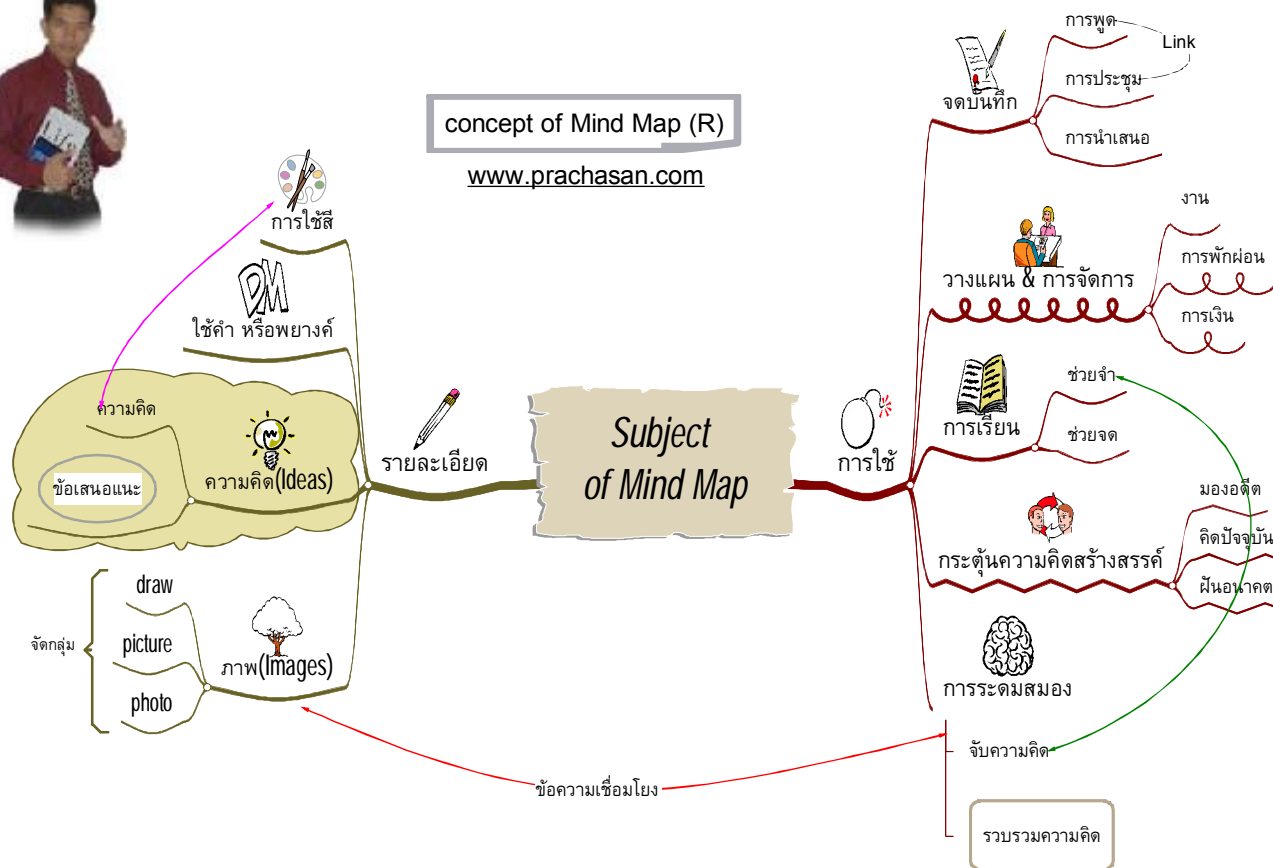 concept of Mind Map (R)
www.prachasan.com
Subject
of Mind Map
การใช้
จดบันทึก
การพูด
Link
การประชุม
การนำเสนอ
วางแผน & การจัดการ
งาน
การพักผ่อน
การเงิน
การเรียน
ช่วยจำ
ช่วยจด
กระตุ้นความคิดสร้างสรรค์
มองอดีต
คิดปัจจุบัน
ฝันอนาคต
การระดมสมอง
จับความคิด
รวบรวมความคิด
รายละเอียด
การใช้สี
DM
ใช้คำ หรือพยางค์
ความคิด(Ideas)
ความคิด
ข้อเสนอแนะ
ภาพ(Images)
draw
picture
photo
จัดกลุ่ม
ข้อความเชื่อมโยง